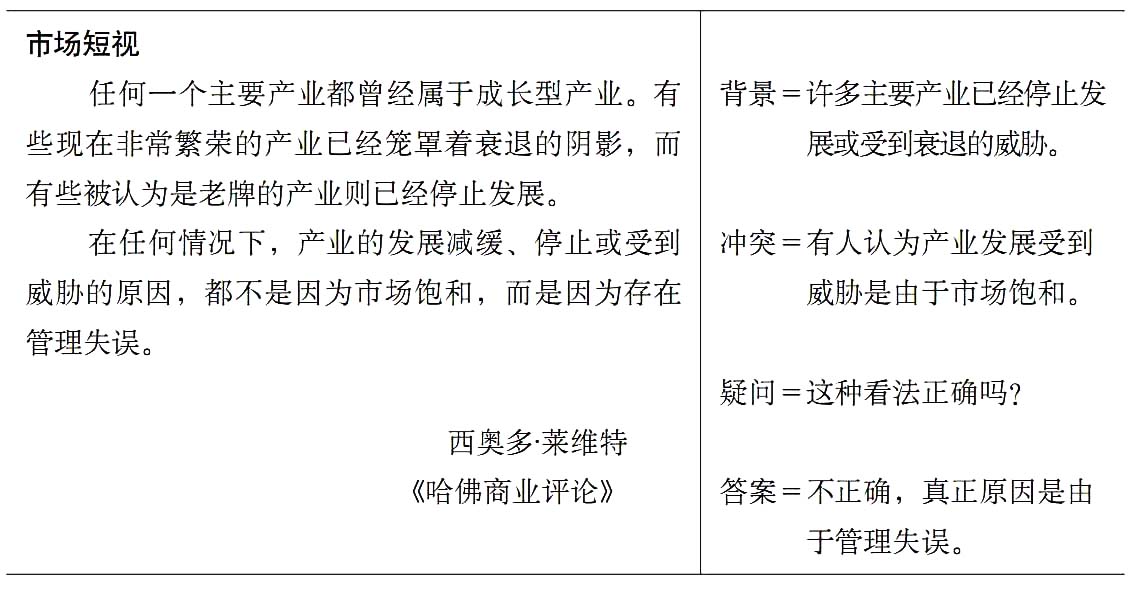 市场短视
任何一个主要产业都曾经属于成长型产业。有
些现在非常繁荣的产业已经笼罩着衰退的阴影，而
有些被认为是老牌的产业则已经停止发展。
在任何情况下，产业的发展减缓、停止或受到
威胁的原因，都不是因为市场饱和，而是因为存在
管理失误。
西奥多·莱维特
《哈佛商业评论》
背景＝许多主要产业已经停止发
展或受到衰退的威胁。
冲突＝有人认为产业发展受到
威胁是由于市场饱和。
疑问＝这种看法正确吗？
答案＝不正确，真正原因是由
于管理失误。